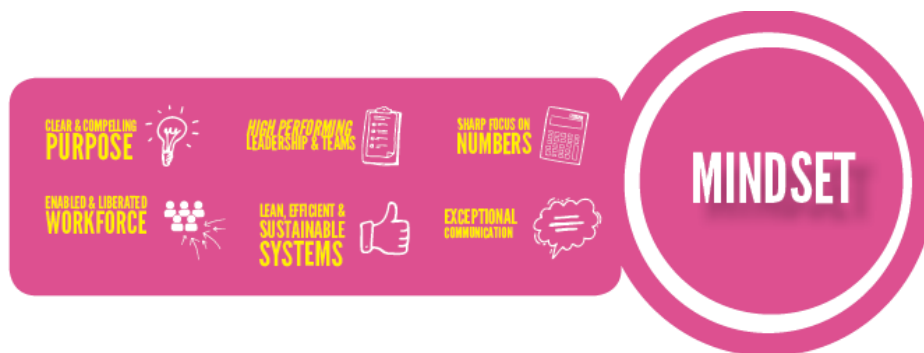 CLEAR & COMPELLING
PURPOSE
HIGH PERFORMING
LEADERSHIP & TEAMS
SHARP FOCUS ON
NUMBERS
ENABLED & LIBERATED
WORKFORCE
LEAN, EFFICIENT &
SUSTAINABLE
SYSTEMS
EXCEPTIONAL
COMMUNICATION
MINDSET